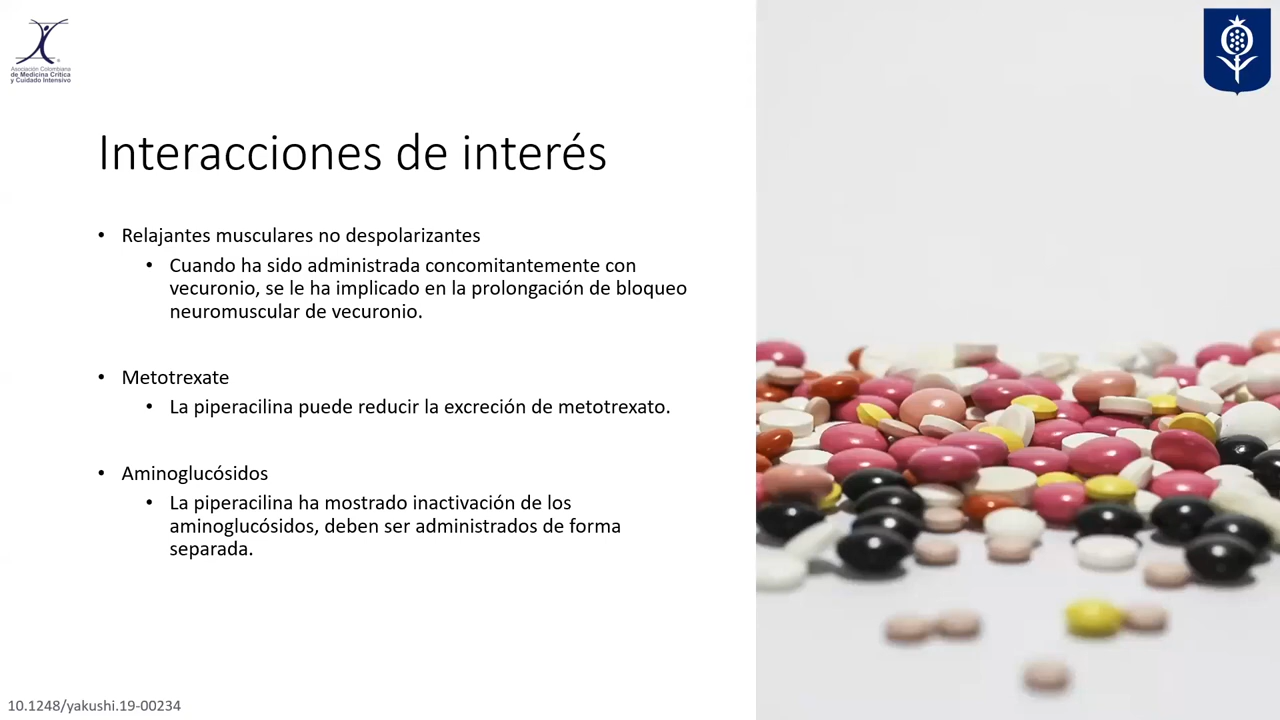 Asociación Colombiana
de Medicina Crítica
y Cuidado Intensivo
Interacciones de interés
• Relajantes musculares no despolarizantes
• Cuando ha sido administrada concomitantemente con
vecuronio, se le ha implicado en la prolongación de bloqueo
neuromuscular de vecuronio.
• Metotrexate
• La piperacilina puede reducir la excreción de metotrexato.
• Aminoglucósidos
• La piperacilina ha mostrado inactivación de los
aminoglucósidos, deben ser administrados de forma
separada.
10.1248/yakushi.19-00234